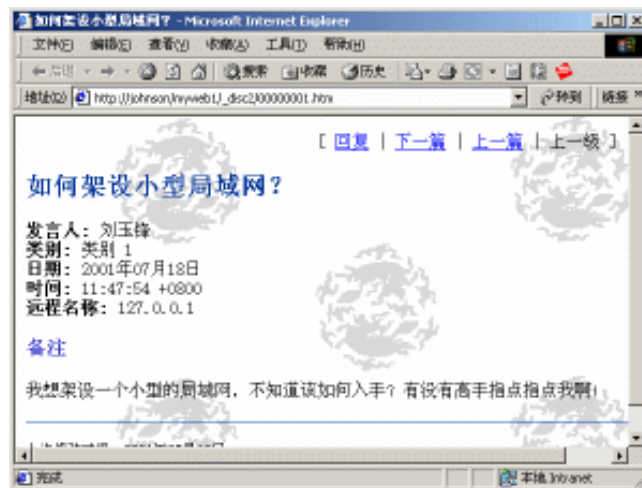 如何架设小型局域网？ - Microsoft Internet Explorer
文件(F) 编辑(E) 查看(V) 收藏(A) 工具(T) 帮助(H)
后退 搜索 收藏 历史
地址(D) http://johnson/myweb1/_disc2/00000001.htm 转到 链接 »
[ 回复 | 下一篇 | 上一篇 | 上一级 ]
如何架设小型局域网？
发言人: 刘玉锋
类别: 类别 1
日期: 2001年07月18日
时间: 11:47:54 +0800
远程名称: 127.0.0.1
备注
我想架设一个小型的局域网，不知道该如何入手？有没有高手指点指点我啊！
完成 本地 Intranet